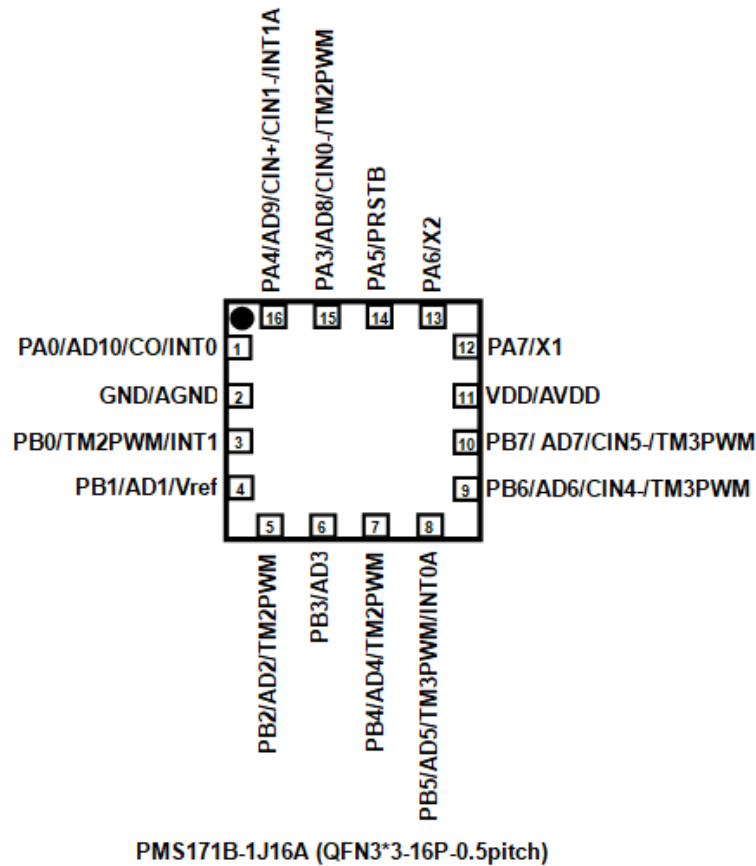 PA4/AD9/CIN+/CIN1-/INT1A
PA3/AD8/CIN0-/TM2PWM
PA5/PRSTB
PA6/X2
16
15
14
13
PA0/AD10/CO/INT0
1
12
PA7/X1
GND/AGND
2
11
VDD/AVDD
PB0/TM2PWM/INT1
3
10
PB7/ AD7/CIN5-/TM3PWM
PB1/AD1/Vref
4
9
PB6/AD6/CIN4-/TM3PWM
5
6
7
8
PB2/AD2/TM2PWM
PB3/AD3
PB4/AD4/TM2PWM
PB5/AD5/TM3PWM/INT0A
PMS171B-1J16A (QFN3*3-16P-0.5pitch)